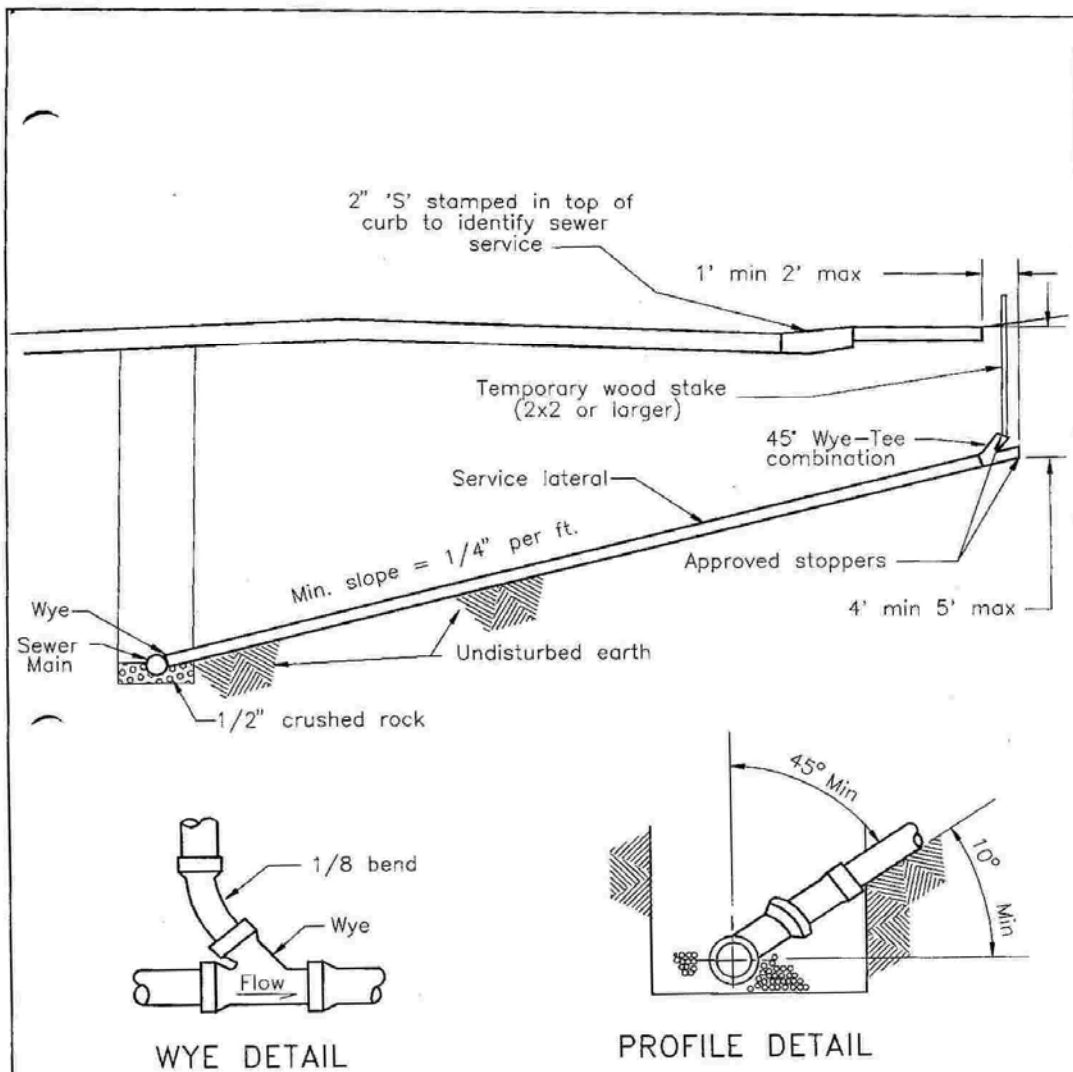 2" 'S' stamped in top of
curb to identify sewer
service
1' min 2' max
Temporary wood stake
(2x2 or larger)
45° Wye-Tee
combination
Service lateral
Min. slope = 1/4" per ft.
Approved stoppers
4' min 5' max
Wye
Sewer
Main
Undisturbed earth
1/2" crushed rock
1/8 bend
Wye
Flow
WYE DETAIL
45° Min
10°
Min
PROFILE DETAIL